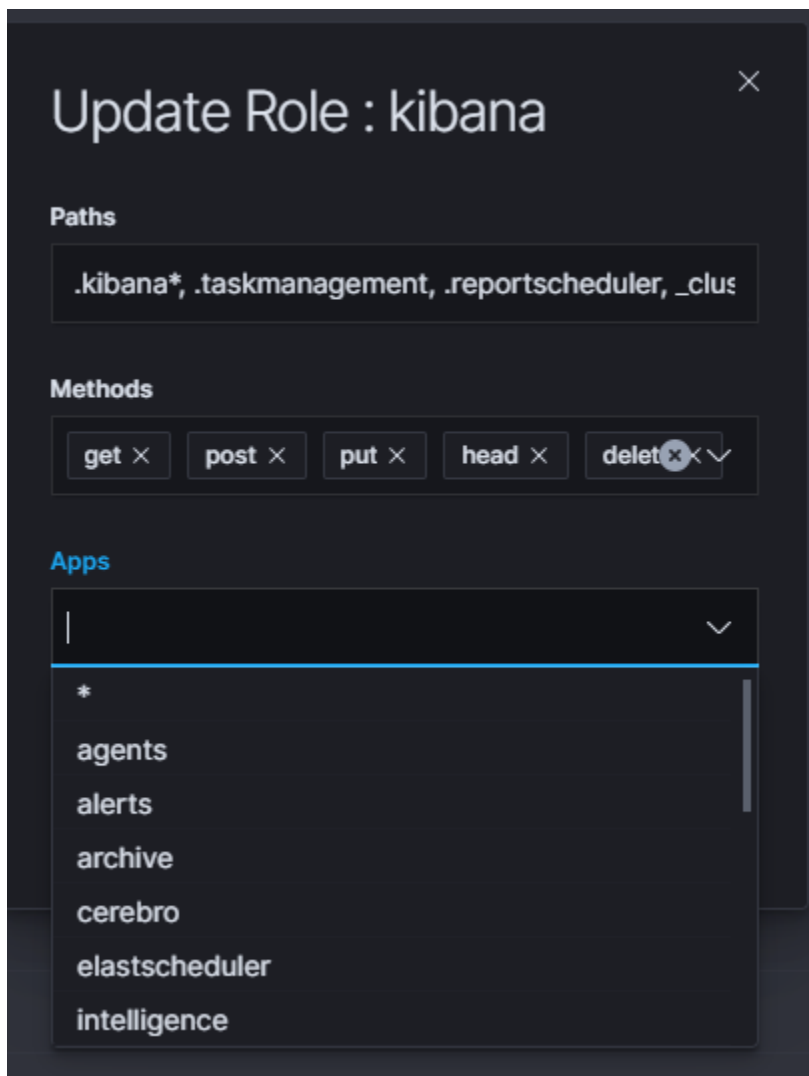 Update Role : kibana
Paths
.kibana*, .taskmanagement, .reportscheduler, _clus
Methods
get post put head delet
Apps
*
agents
alerts
archive
cerebro
elastscheduler
intelligence